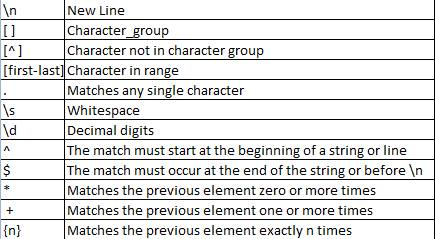 \n New Line
[ ] Character_group
[^ ] Character not in character group
[first-last] Character in range
. Matches any single character
\s Whitespace
\d Decimal digits
^ The match must start at the beginning of a string or line
$ The match must occur at the end of the string or before \n
* Matches the previous element zero or more times
+ Matches the previous element one or more times
{n} Matches the previous element exactly n times